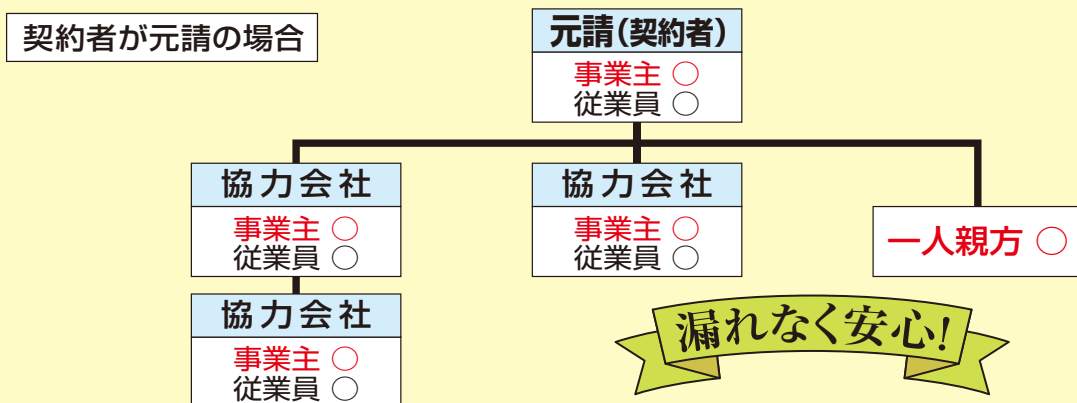 契約者が元請の場合
元請(契約者)
事業主 ○
従業員 ○
協力会社
事業主 ○
従業員 ○
協力会社
事業主 ○
従業員 ○
一人親方 ○
協力会社
事業主 ○
従業員 ○
漏れなく安心!